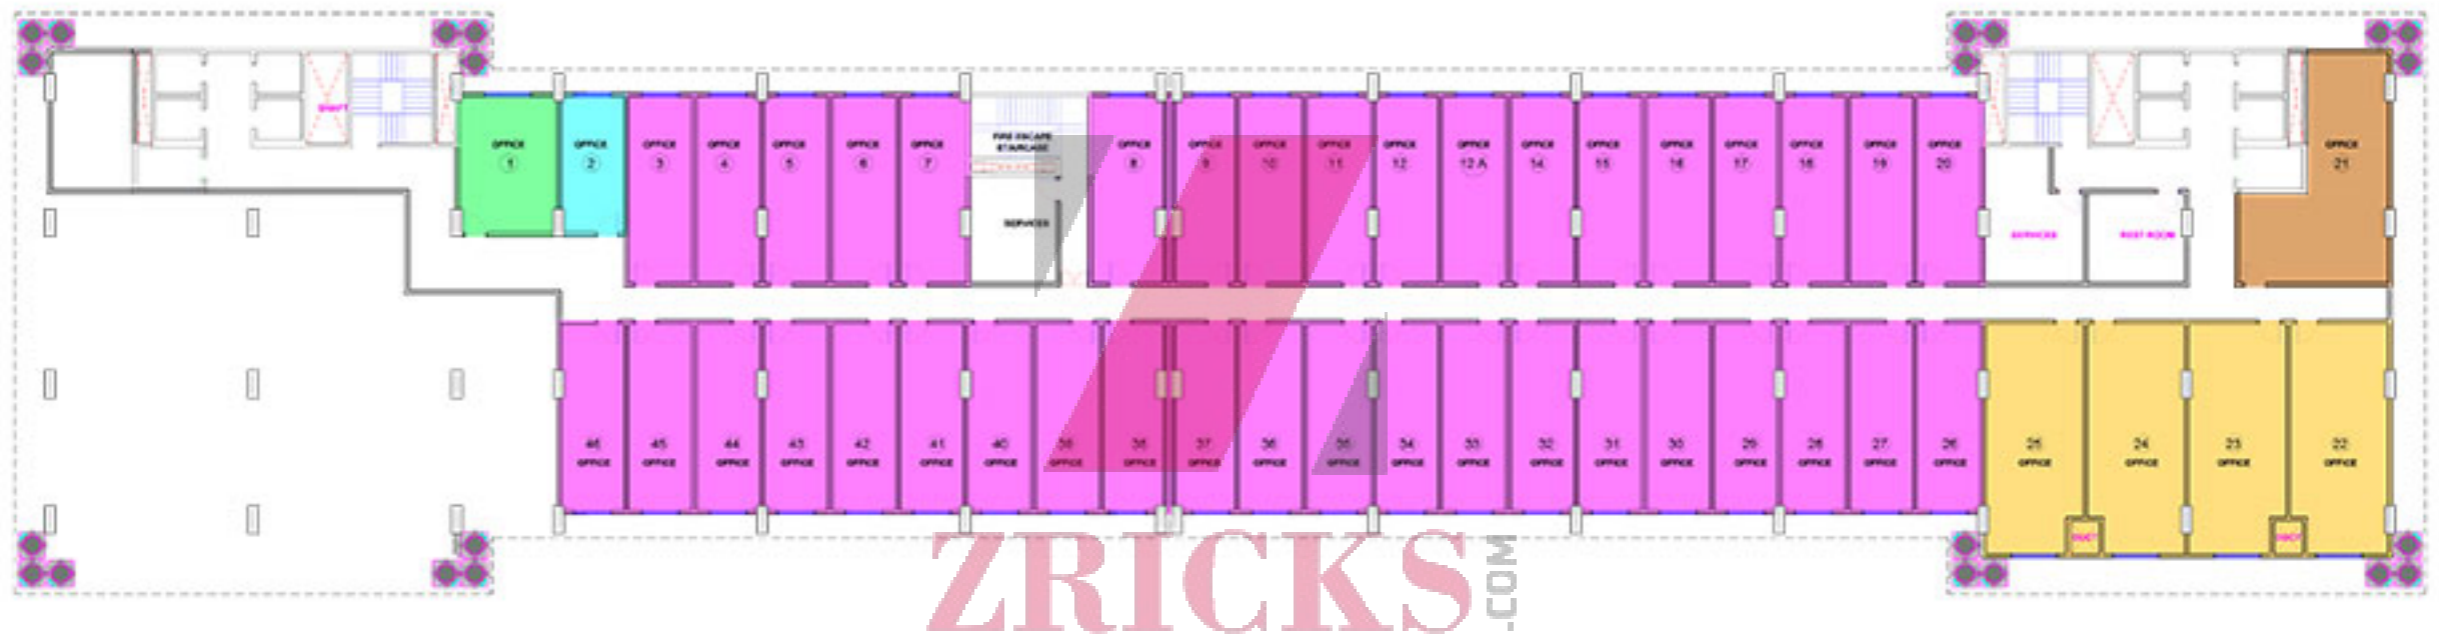 SHAFT
OFFICE
1
OFFICE
2
OFFICE
3
OFFICE
4
OFFICE
5
OFFICE
6
OFFICE
7
FIRE ESCAPE
STAIRCASE
SERVICES
OFFICE
8
OFFICE
9
OFFICE
10
OFFICE
11
OFFICE
12
OFFICE
12 A
OFFICE
14
OFFICE
15
OFFICE
16
OFFICE
17
OFFICE
18
OFFICE
19
OFFICE
20
SERVICES
REST ROOM
OFFICE
21
46
OFFICE
45
OFFICE
44
OFFICE
43
OFFICE
42
OFFICE
41
OFFICE
40
OFFICE
39
OFFICE
38
OFFICE
37
OFFICE
36
OFFICE
35
OFFICE
34
OFFICE
33
OFFICE
32
OFFICE
31
OFFICE
30
OFFICE
29
OFFICE
28
OFFICE
27
OFFICE
26
OFFICE
25
OFFICE
24
OFFICE
23
OFFICE
22
OFFICE
DUCT
DUCT
ZRICKS
.COM